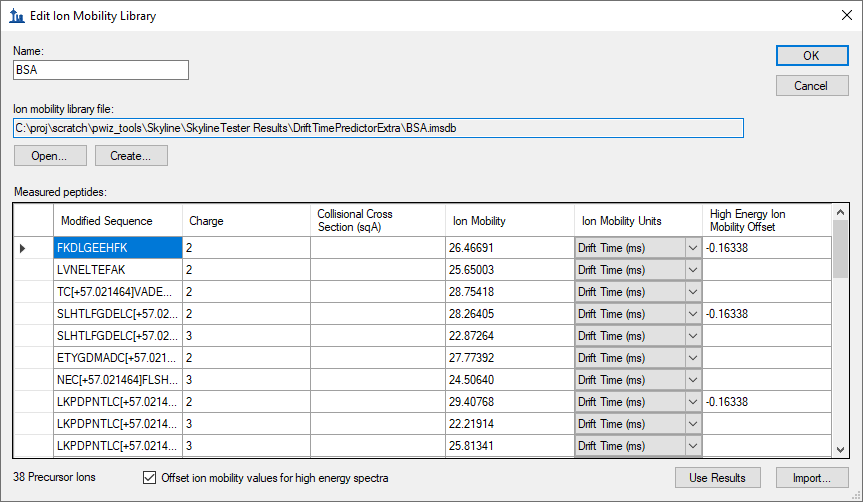 Edit Ion Mobility Library
Name:
BSA
OK
Cancel
Ion mobility library file:
C:\proj\scratch\pwiz_tools\Skyline\SkylineTester Results\DriftTimePredictorExtra\BSA.imsdb
Open...
Create...
Measured peptides:
Modified Sequence Charge Collisional Cross Section (sqA) Ion Mobility Ion Mobility Units High Energy Ion Mobility Offset
FKDLGEEHFK 2 26.46691 Drift Time (ms) -0.16338
LVNELTEFAK 2 25.65003 Drift Time (ms)
TC[+57.021464]VADE... 2 28.75418 Drift Time (ms)
SLHTLFGDELC[+57.02... 2 28.26405 Drift Time (ms) -0.16338
SLHTLFGDELC[+57.02... 3 22.87264 Drift Time (ms)
ETYGDMADC[+57.021... 2 27.77392 Drift Time (ms)
NEC[+57.021464]FLSH... 3 24.50640 Drift Time (ms)
LKPDPNTLC[+57.0214... 2 29.40768 Drift Time (ms) -0.16338
LKPDPNTLC[+57.0214... 3 22.21914 Drift Time (ms)
LKPDPNTLC[+57.0214... 3 25.81341 Drift Time (ms)
38 Precursor Ions
Offset ion mobility values for high energy spectra
Use Results
Import...